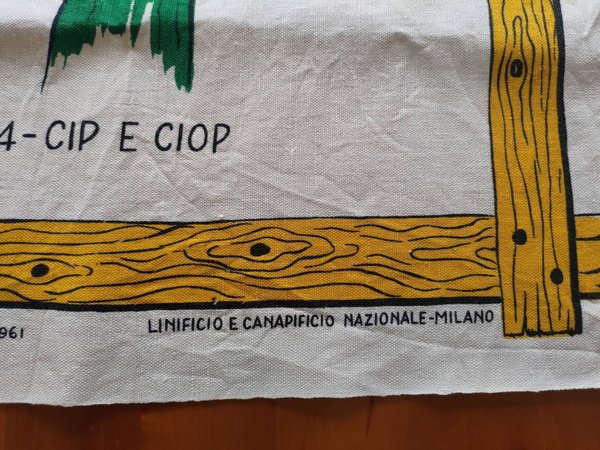 4-CIP E CIOP
961
LINIFICIO E CANAPIFICIO NAZIONALE-MILANO